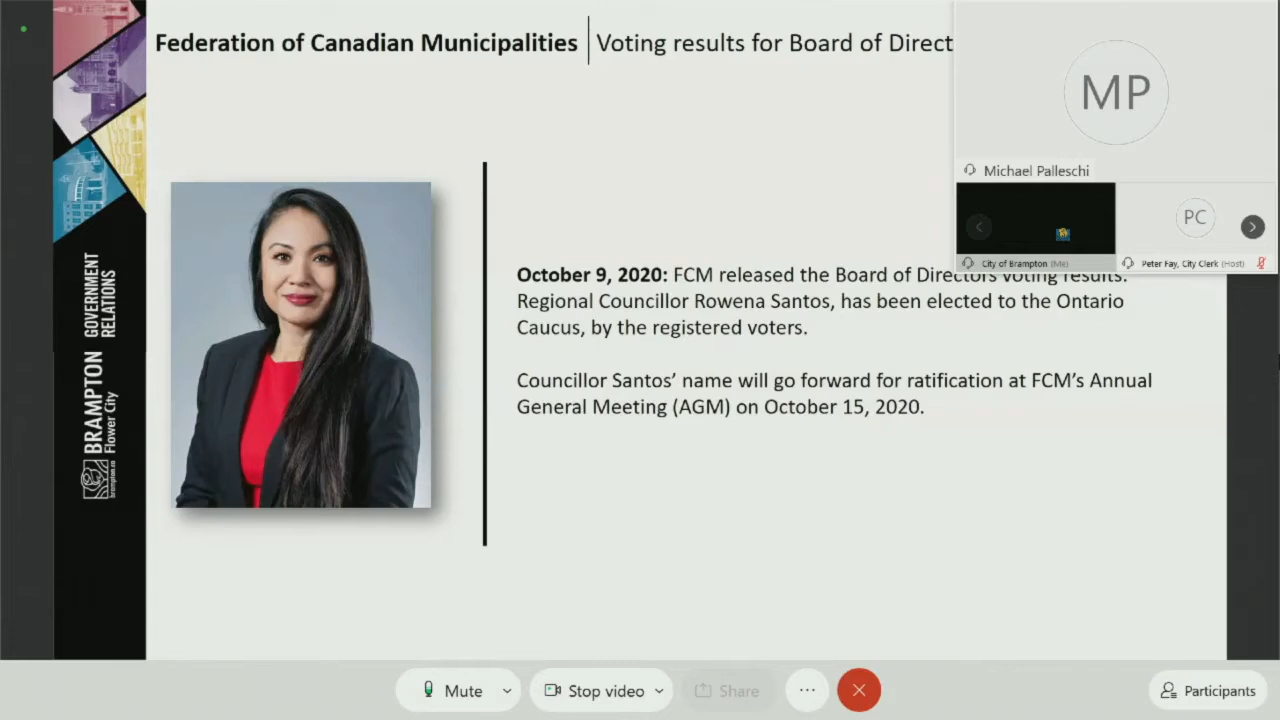 Federation of Canadian Municipalities | Voting results for Board of Direct
MP
Michael Palleschi
PC
City of Brampton (Me)
Peter Fay, City Clerk (Host)
October 9, 2020: FCM released the Board of Directors voting results.
Regional Councillor Rowena Santos, has been elected to the Ontario
Caucus, by the registered voters.
Councillor Santos’ name will go forward for ratification at FCM’s Annual
General Meeting (AGM) on October 15, 2020.
GOVERNMENT
RELATIONS
BRAMPTON
Flower City
brampton.ca
Mute
Stop video
Share
Participants